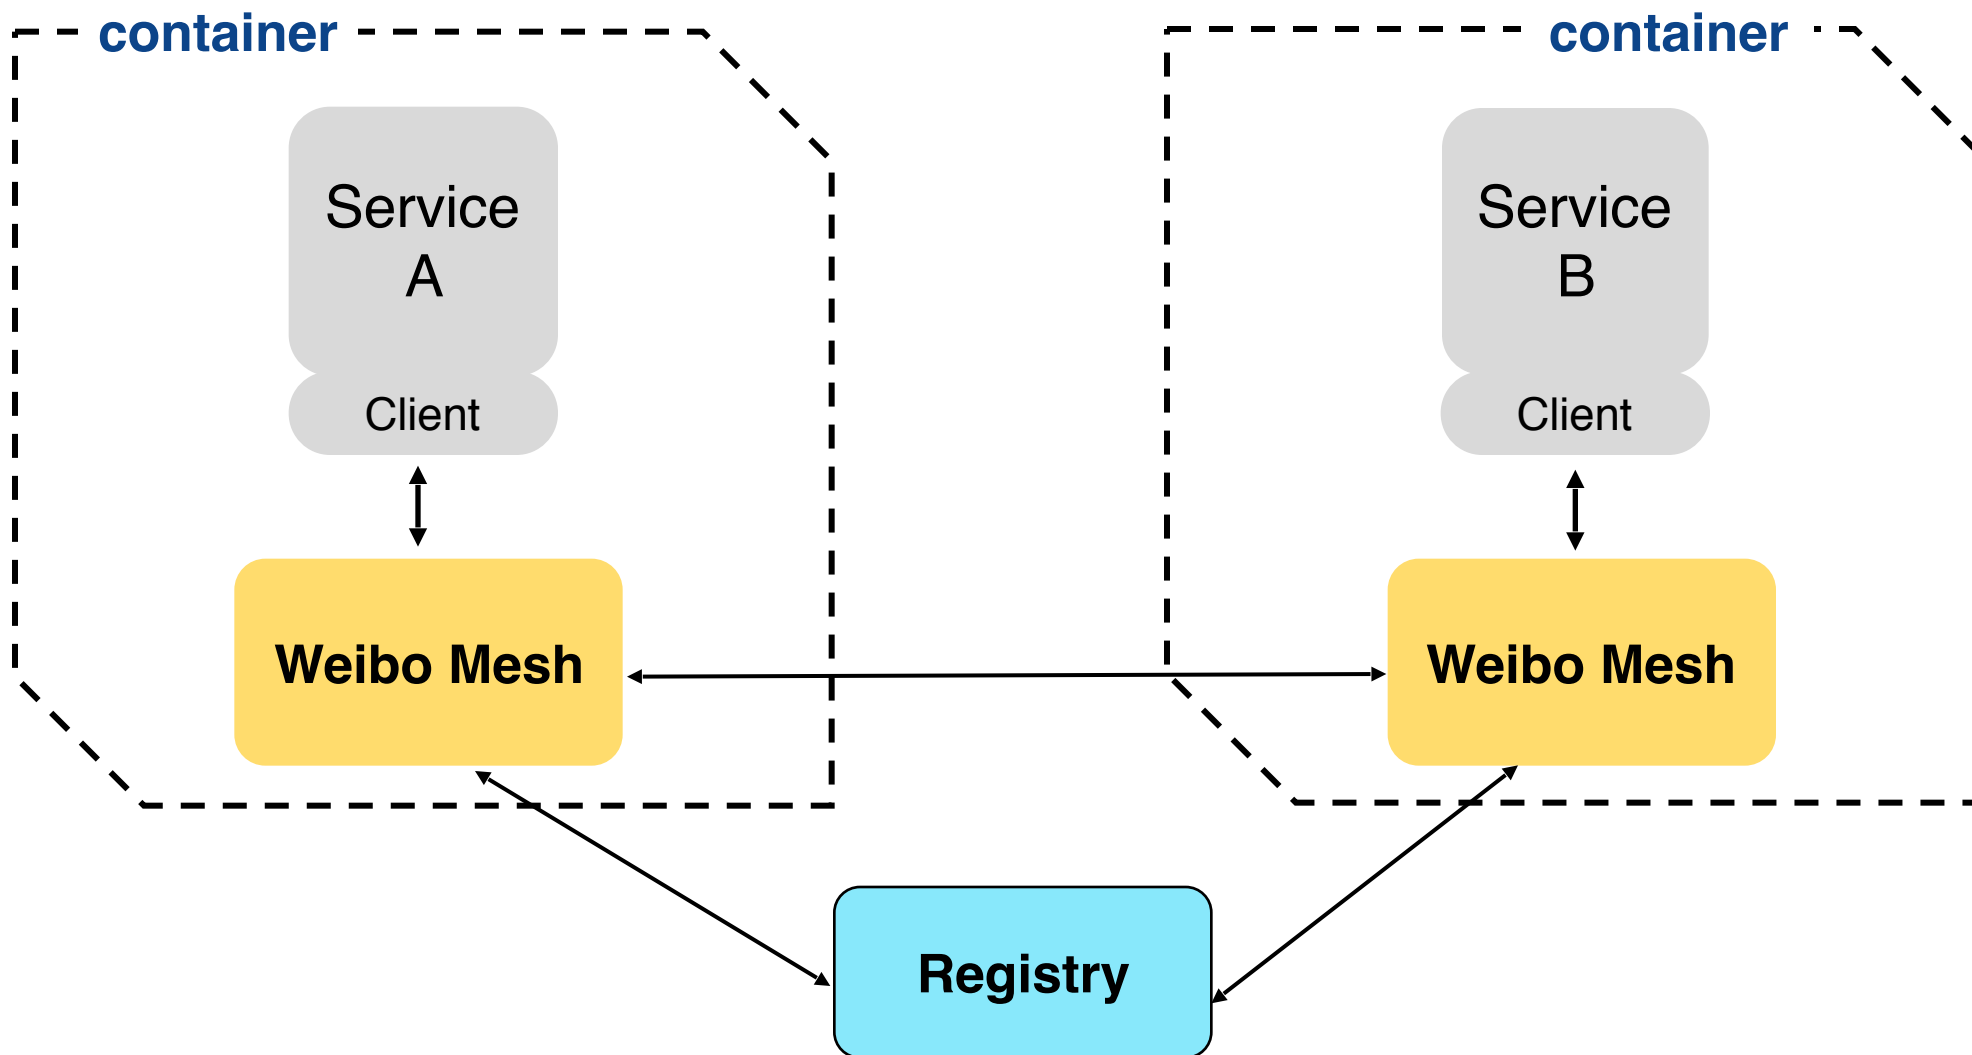 container
container
Service
A
Service
B
Client
Client
Weibo Mesh
Weibo Mesh
Registry